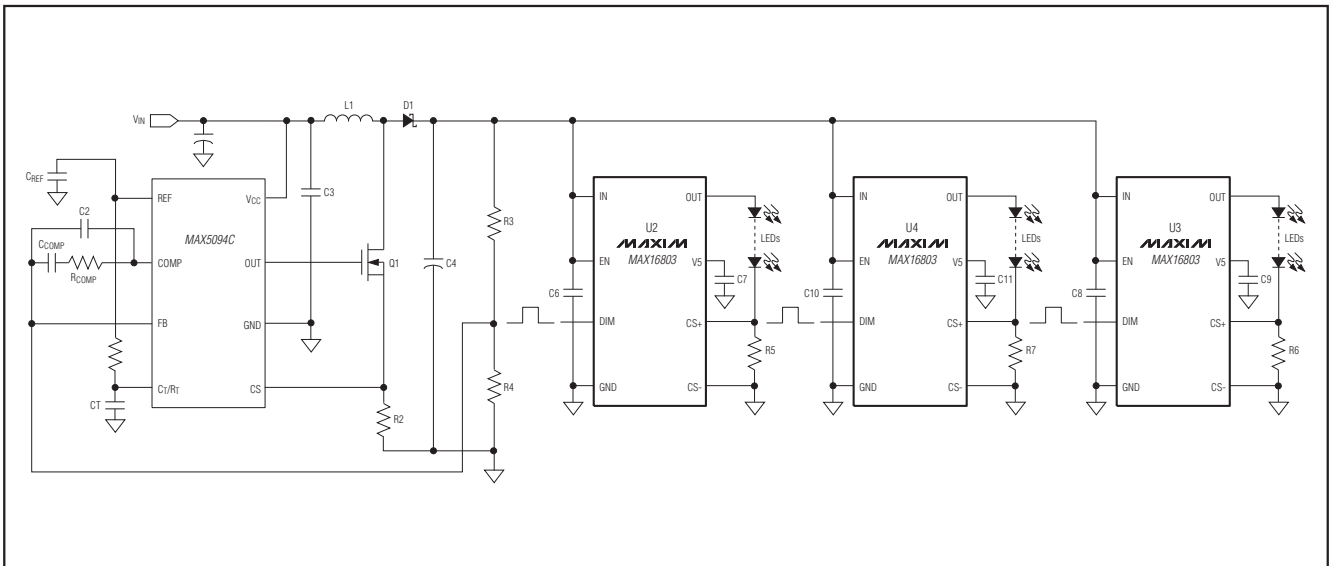 VIN
L1
D1
CREF
C2
CCOMP
RCOMP
REF
VCC
MAX5094C
COMP
OUT
FB
GND
CT/RT
CS
CT
C3
Q1
R2
C4
R3
R4
C6
IN
OUT
U2
MAXIM
MAX16803
EN
V5
DIM
CS+
GND
CS-
LEDs
C7
R5
C10
IN
OUT
U4
MAXIM
MAX16803
EN
V5
DIM
CS+
GND
CS-
LEDs
C11
R7
C8
IN
OUT
U3
MAXIM
MAX16803
EN
V5
DIM
CS+
GND
CS-
LEDs
C9
R6